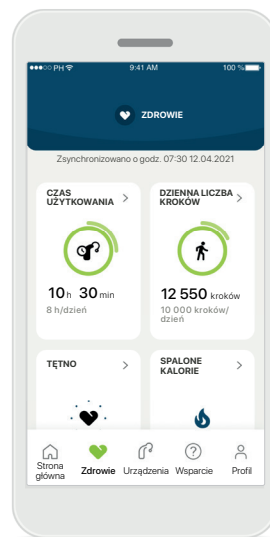 PH 9:41 AM 100 %
ZDROWIE
Zsynchronizowano o godz. 07:30 12.04.2021
CZAS
UŻYTKOWANIA
10 h 30 min
8 h/dzień
DZIENNA LICZBA
KROKÓW
12 550 kroków
10 000 kroków/
dzień
TĘTNO
SPALONE
KALORIE
Strona
główna
Zdrowie
Urządzenia
Wsparcie
Profil